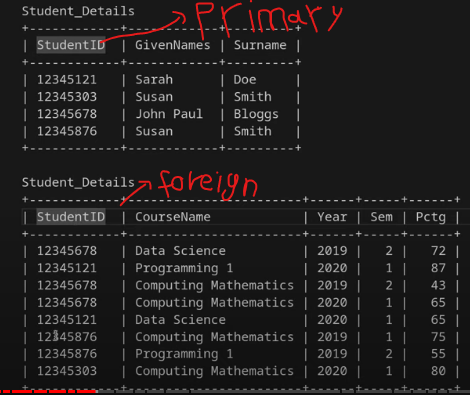 Student_Details
Primary
+-----------+-------------+---------+
| StudentID | GivenNames | Surname |
+-----------+-------------+---------+
| 12345121 | Sarah | Doe |
| 12345303 | Susan | Smith |
| 12345678 | John Paul | Bloggs |
| 12345876 | Susan | Smith |
+-----------+-------------+---------+
Student_Details
foreign
+-----------+-----------------------+------+-----+------+
| StudentID | CourseName | Year | Sem | Pctg |
+-----------+-----------------------+------+-----+------+
| 12345678 | Data Science | 2019 | 2 | 72 |
| 12345121 | Programming 1 | 2020 | 1 | 87 |
| 12345678 | Computing Mathematics | 2019 | 2 | 43 |
| 12345678 | Computing Mathematics | 2020 | 1 | 65 |
| 12345121 | Data Science | 2020 | 1 | 65 |
| 12345876 | Computing Mathematics | 2019 | 1 | 75 |
| 12345876 | Programming 1 | 2019 | 2 | 55 |
| 12345303 | Computing Mathematics | 2020 | 1 | 80 |
+-----------+-----------------------+------+-----+------+